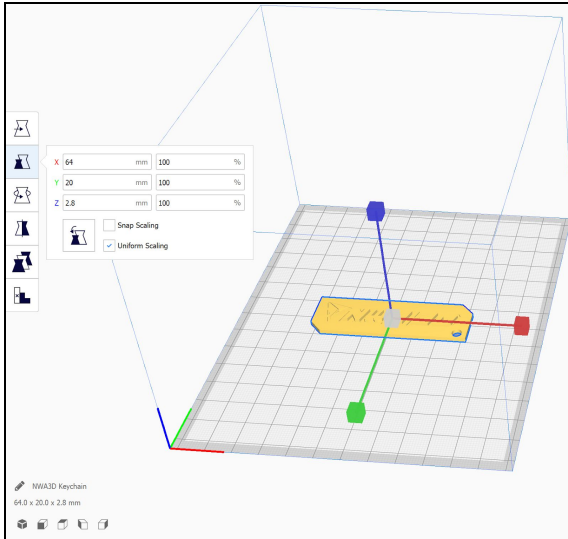 X 64 mm 100 %
Y 20 mm 100 %
Z 2.8 mm 100 %
Snap Scaling
Uniform Scaling
NWA3D Keychain
64.0 x 20.0 x 2.8 mm